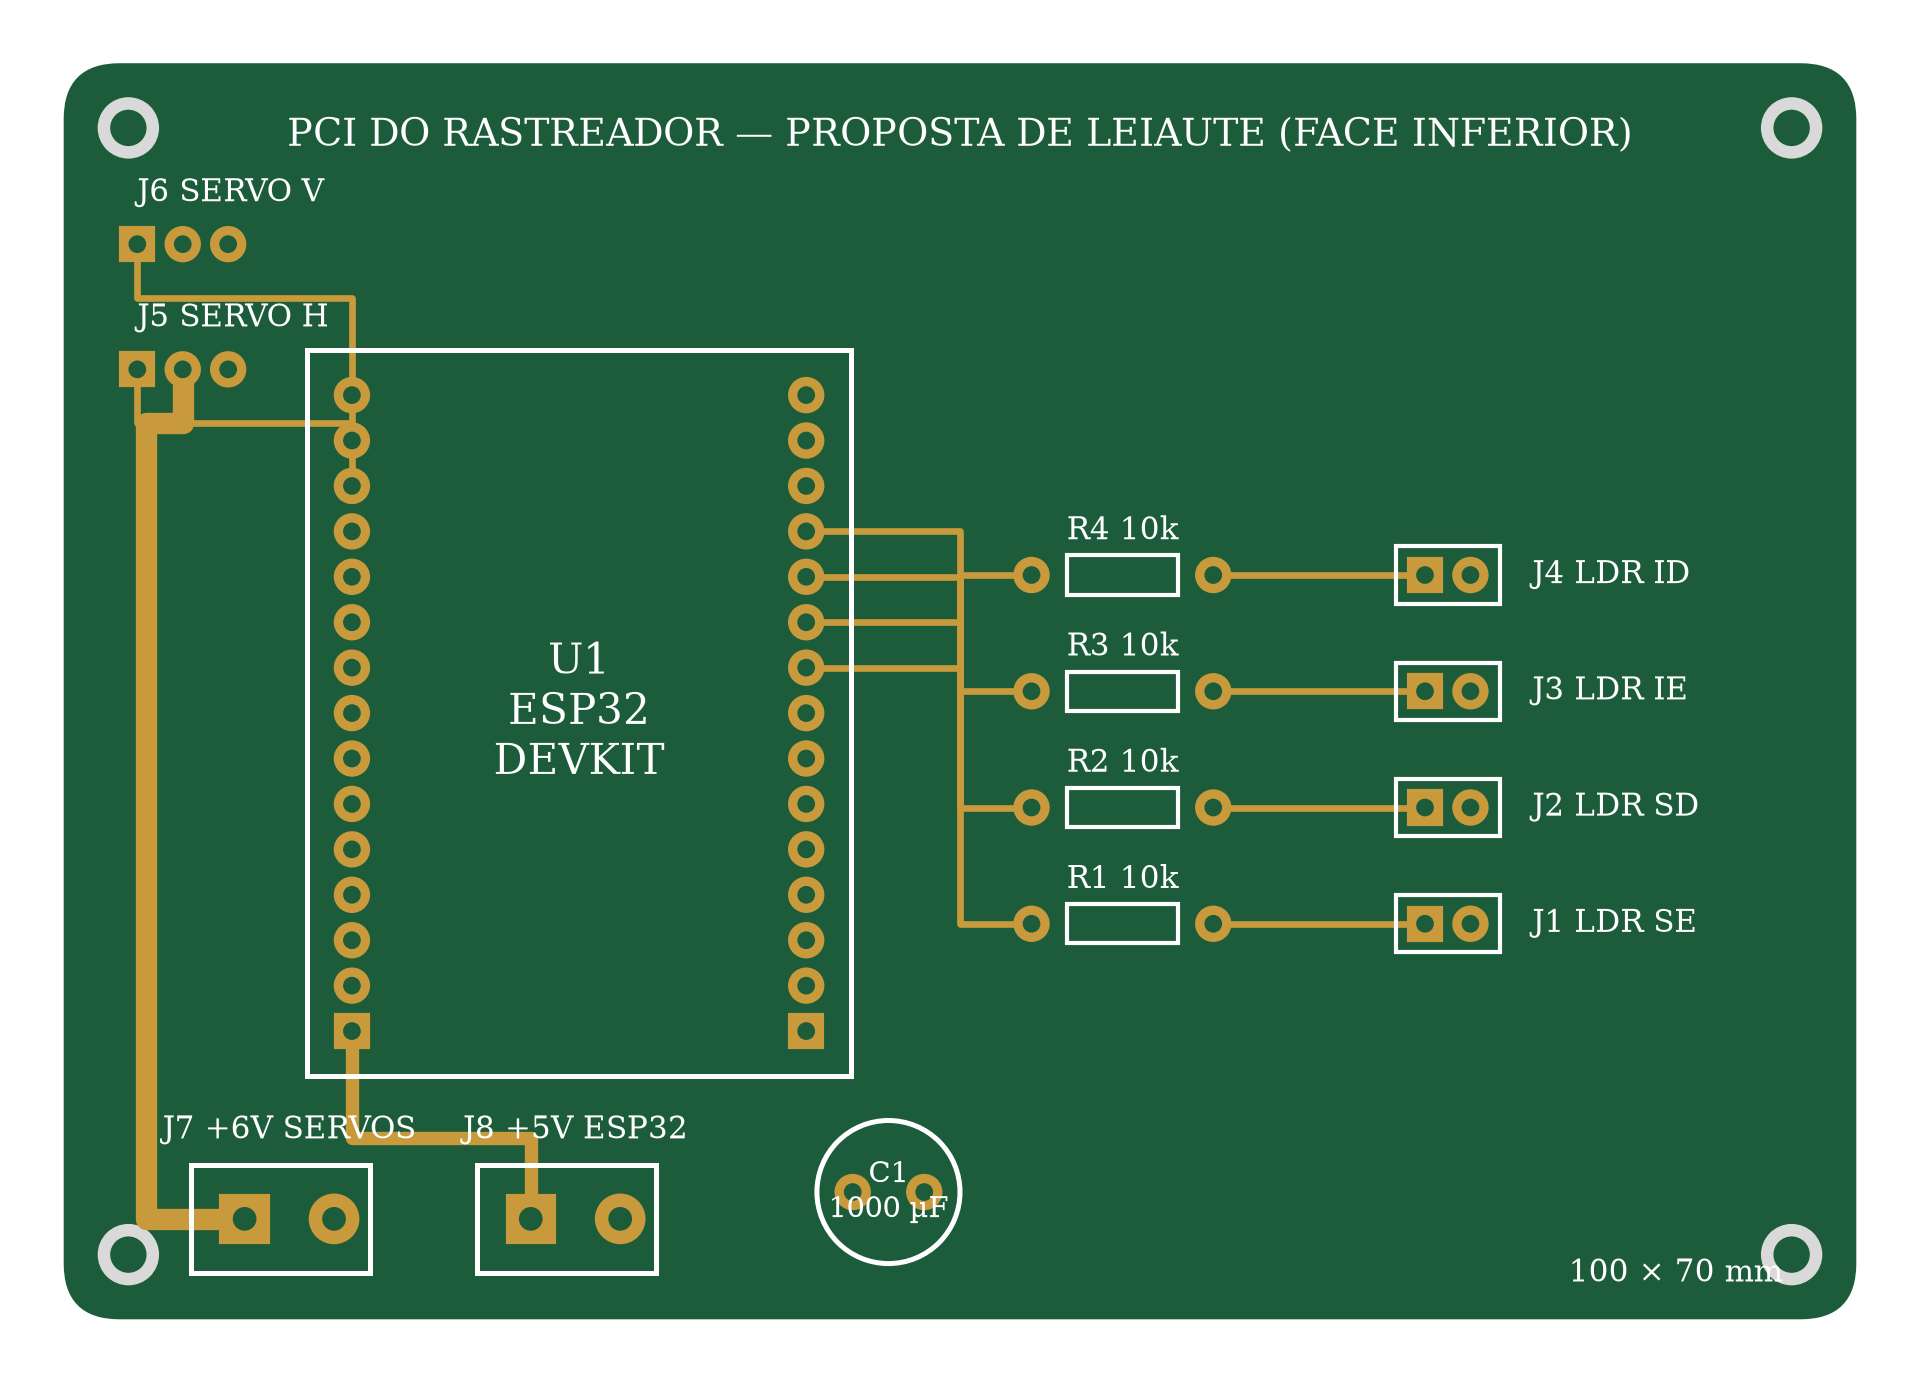 PCI DO RASTREADOR — PROPOSTA DE LEIAUTE (FACE INFERIOR)
J6 SERVO V
J5 SERVO H
U1
ESP32
DEVKIT
R4 10k
J4 LDR ID
R3 10k
J3 LDR IE
R2 10k
J2 LDR SD
R1 10k
J1 LDR SE
J7 +6V SERVOS
J8 +5V ESP32
C1
1000 µF
100 × 70 mm